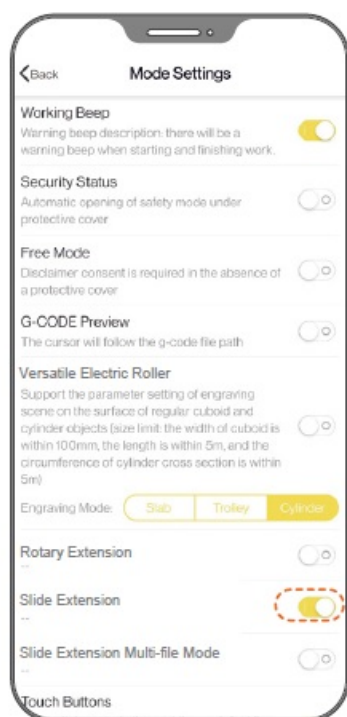 Back Mode Settings
Working Beep
Warning beep description: there will be a
warning beep when starting and finishing work.
Security Status
Automatic opening of safety mode under
protective cover
Free Mode
Disclaimer consent is required in the absence of
a protective cover
G-CODE Preview
The cursor will follow the g-code file path
Versatile Electric Roller
Support the parameter setting of engraving
scene on the surface of regular cuboid and
cylinder objects (size limit: the width of cuboid is
within 100mm, the length is within 5m, and the
circumference of cylinder cross section is within
5m)
Engraving Mode: Slab Trolley Cylinder
Rotary Extension
--
Slide Extension
--
Slide Extension Multi-file Mode
--
Touch Buttons